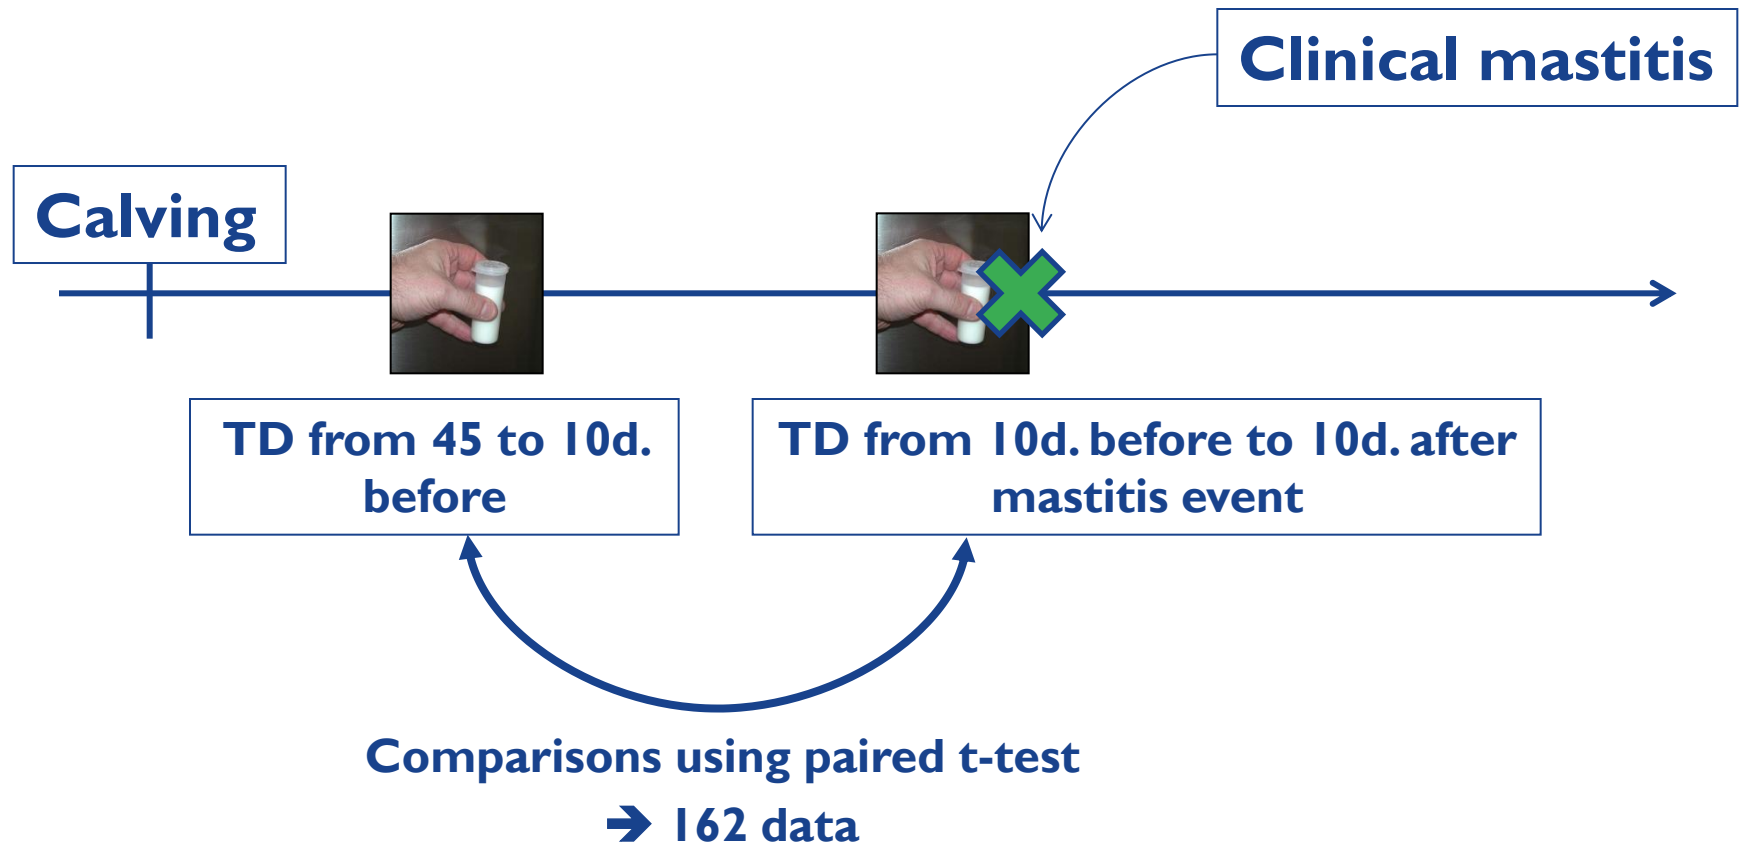 Clinical mastitis
Calving
TD from 45 to 10d.
before
TD from 10d. before to 10d. after
mastitis event
Comparisons using paired t-test
➔ 162 data